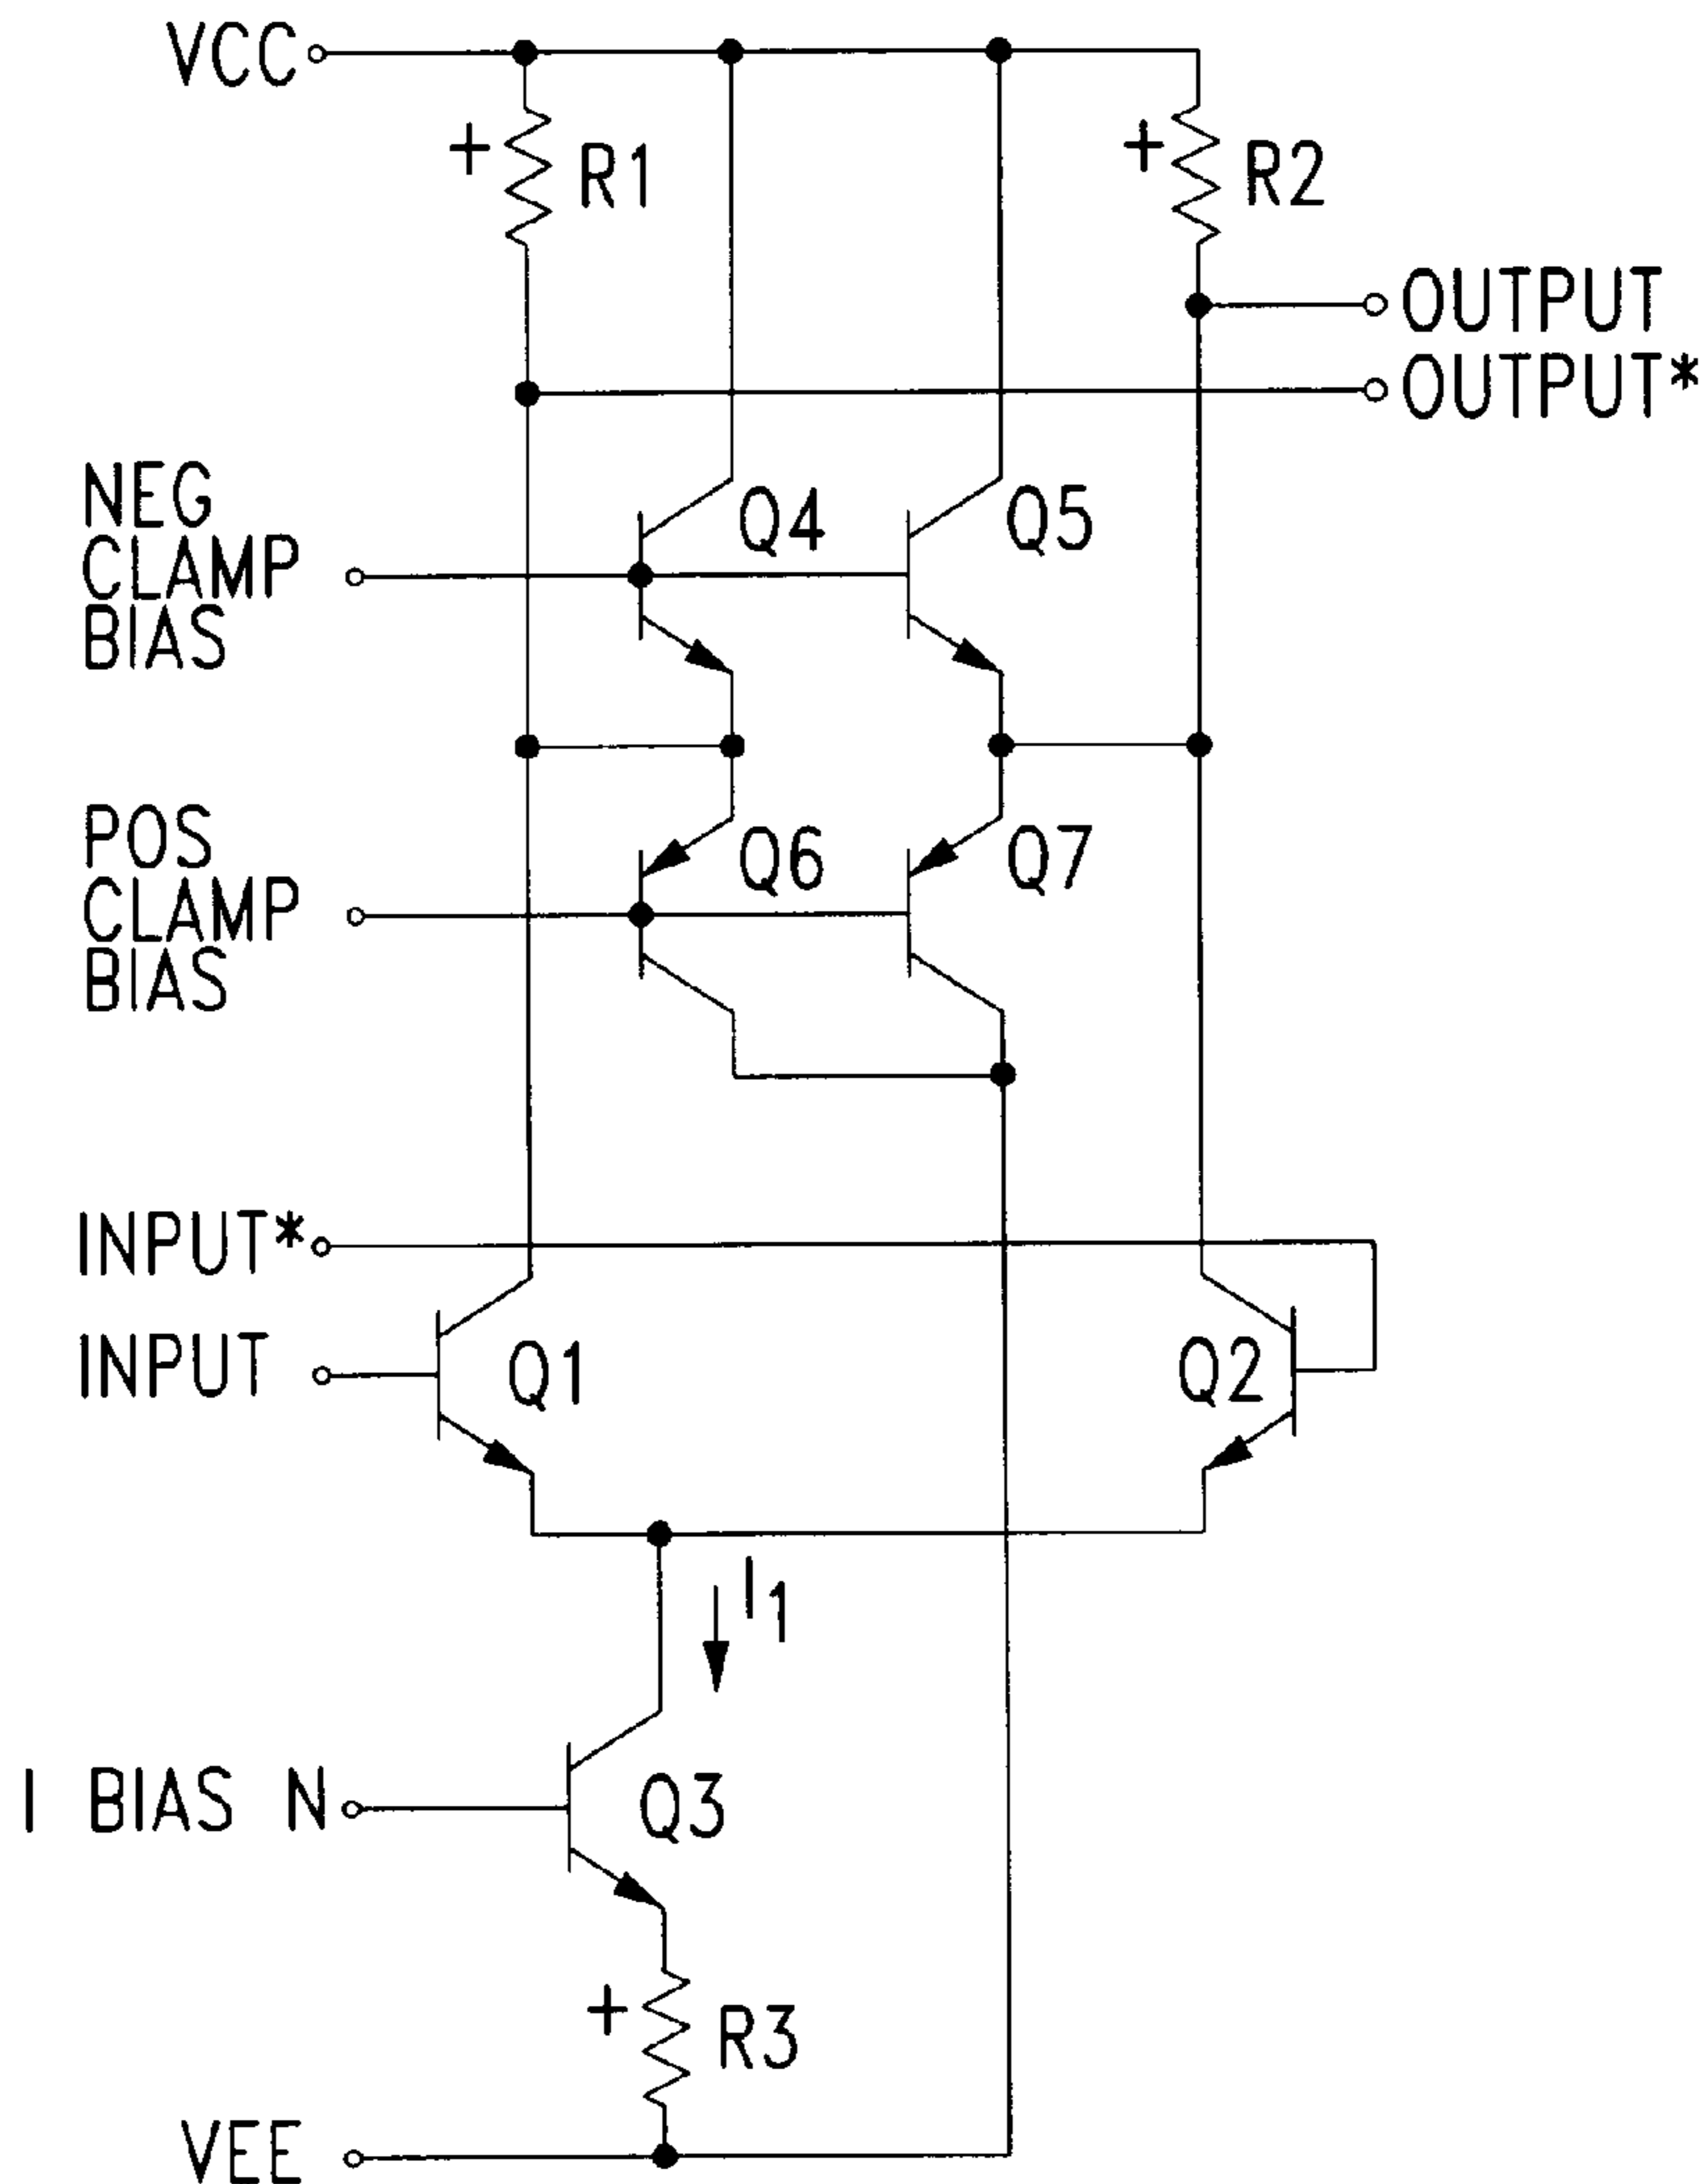 VCC
+ R1
+ R2
OUTPUT
OUTPUT*
NEG
CLAMP
BIAS
Q4
Q5
POS
CLAMP
BIAS
Q6
Q7
INPUT*
INPUT
Q1
Q2
I1
I BIAS N
Q3
+ R3
VEE